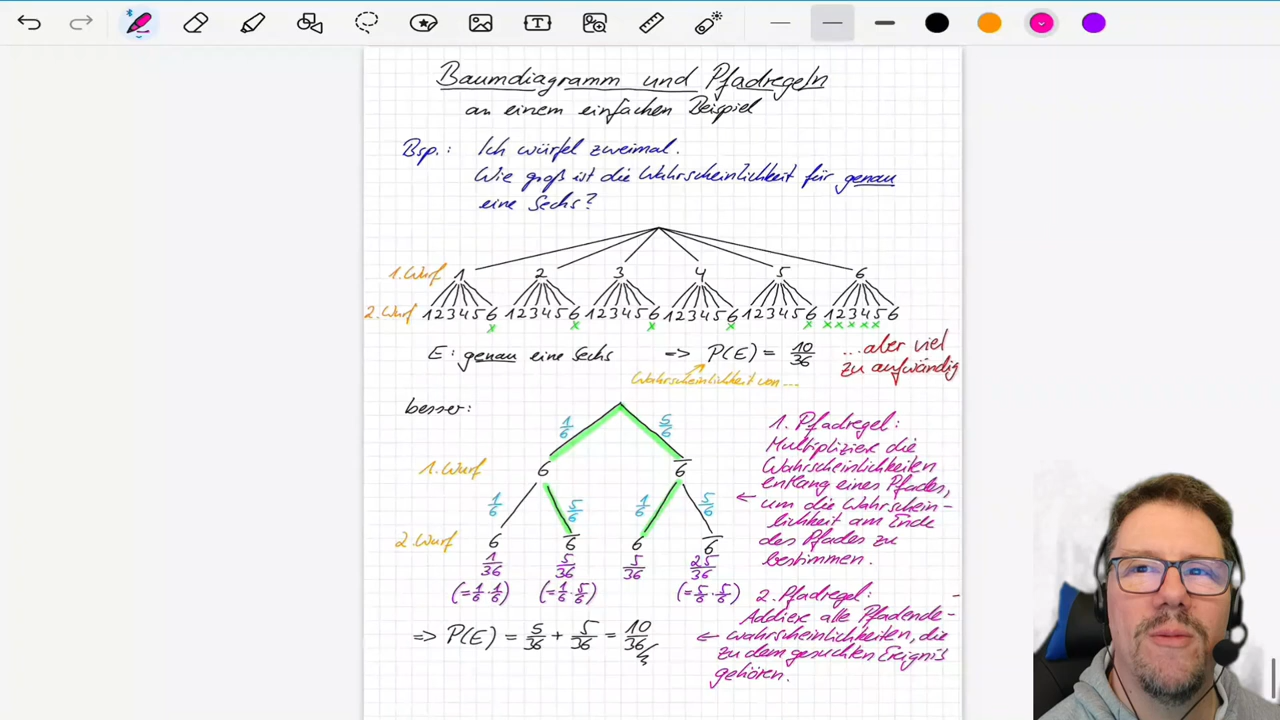 Baumdiagramm und Pfadregeln
an einem einfachen Beispiel
Bsp.: Ich würfel zweimal.
Wie groß ist die Wahrscheinlichkeit für genau
eine Sechs?
1. Wurf 1 2 3 4 5 6
2. Wurf 123456 123456 123456 123456 123456 123456
x x x x x x x x x x
E: genau eine Sechs => P(E) = 10/36
...aber viel
zu aufwändig
Wahrscheinlichkeit von ...
besser:
1/6 5/6
1. Wurf 6 6̅
1/6 5/6 1/6 5/6
2. Wurf 6 6̅ 6 6̅
1/36 5/36 5/36 25/36
(=1/6·1/6) (=1/6·5/6) (=5/6·5/6)
=> P(E) = 5/36 + 5/36 = 10/36
1. Pfadregel:
Multipliziere die
Wahrscheinlichkeiten
entlang eines Pfades,
← um die Wahrschein-
lichkeit am Ende
des Pfades zu
bestimmen.
2. Pfadregel:
Addiere alle Pfadende-
← wahrscheinlichkeiten, die
zu dem gesuchten Ereignis
gehören.